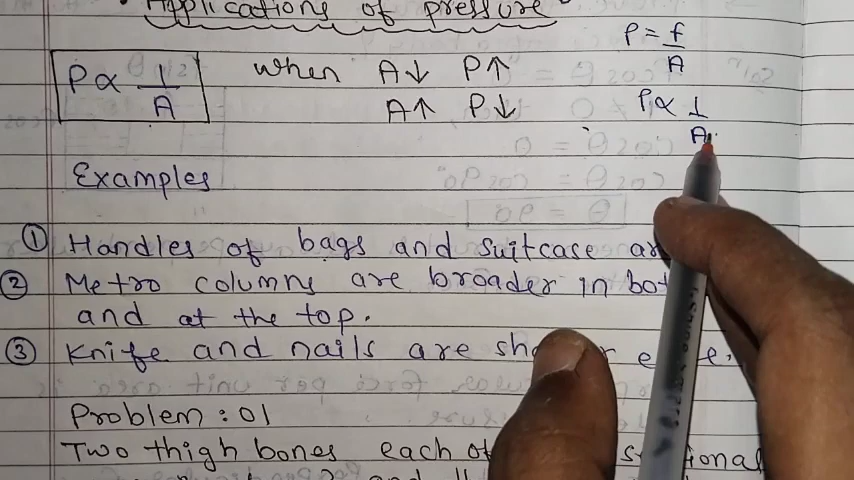 Applications of pressure
P = f/A
P ∝ 1/A when A↓ P↑
A↑ P↓ P ∝ 1/A
Examples
① Handles of bags and suitcase
② Metro columns are broader in
and at the top.
③ Knife and nails are
Problem : 01
Two thigh bones each of